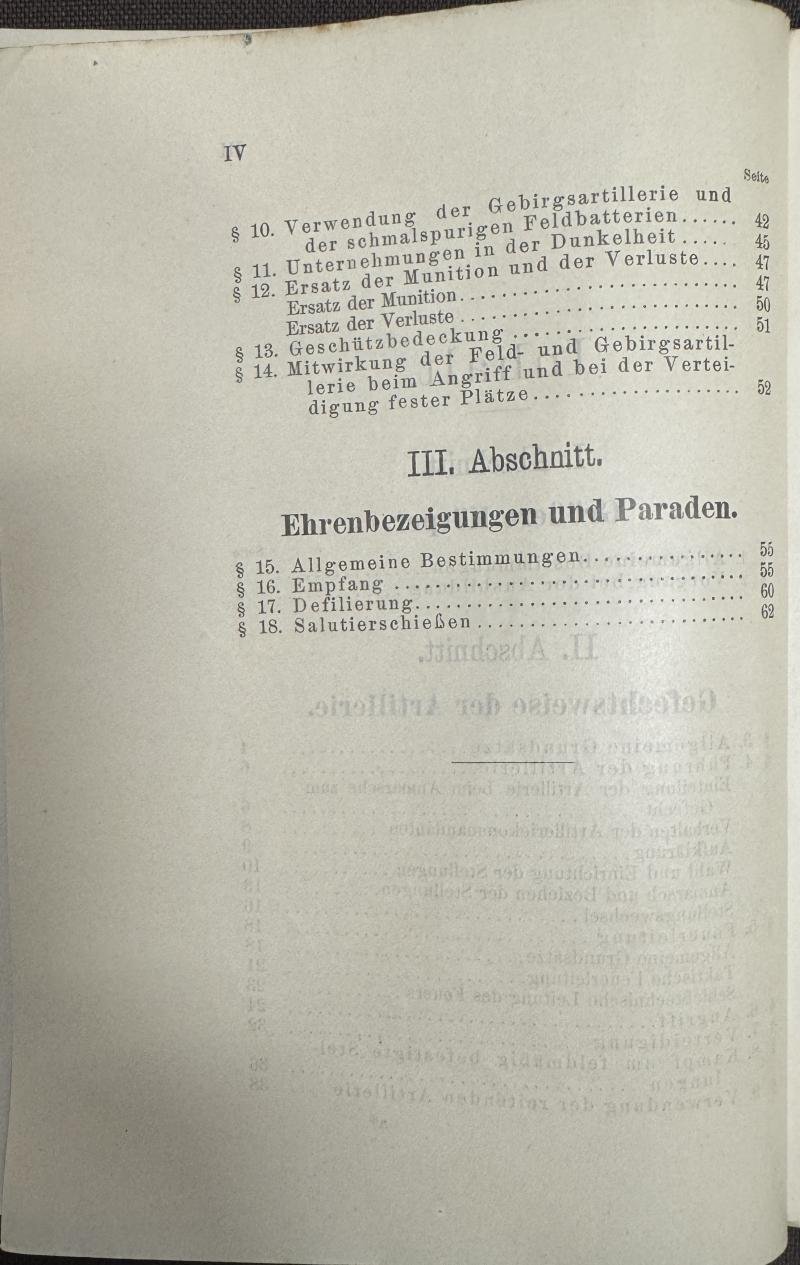 IV
Seite
§ 10. Verwendung der Gebirgsartillerie und
der schmalspurigen Feldbatterien...... 42
§ 11. Unternehmungen in der Dunkelheit..... 45
§ 12. Ersatz der Munition und der Verluste.... 47
Ersatz der Munition........................... 47
Ersatz der Verluste........................... 50
§ 13. Geschützbedeckung...................... 51
§ 14. Mitwirkung der Feld- und Gebirgsartil-
lerie beim Angriff und bei der Vertei-
digung fester Plätze.................... 52
III. Abschnitt.
Ehrenbezeigungen und Paraden.
§ 15. Allgemeine Bestimmungen............... 55
§ 16. Empfang................................. 55
§ 17. Defilierung............................... 60
§ 18. Salutierschießen.......................... 62